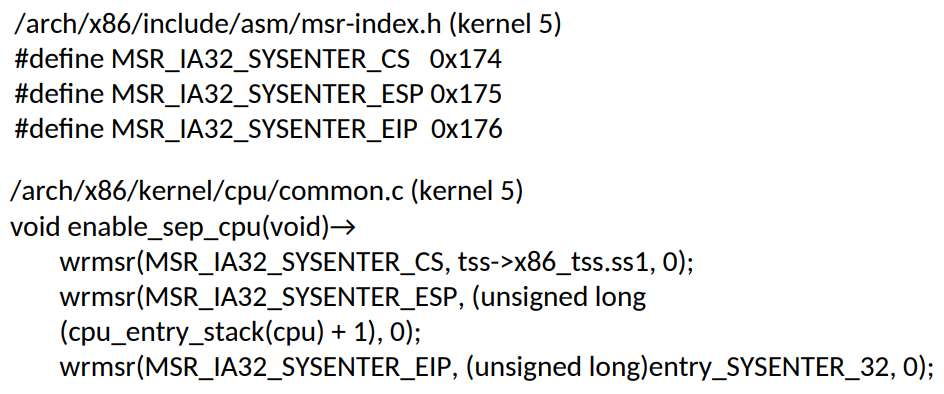 /arch/x86/include/asm/msr-index.h (kernel 5)
#define MSR_IA32_SYSENTER_CS 0x174
#define MSR_IA32_SYSENTER_ESP 0x175
#define MSR_IA32_SYSENTER_EIP 0x176
/arch/x86/kernel/cpu/common.c (kernel 5)
void enable_sep_cpu(void)→
wrmsr(MSR_IA32_SYSENTER_CS, tss->x86_tss.ss1, 0);
wrmsr(MSR_IA32_SYSENTER_ESP, (unsigned long
(cpu_entry_stack(cpu) + 1), 0);
wrmsr(MSR_IA32_SYSENTER_EIP, (unsigned long)entry_SYSENTER_32, 0);